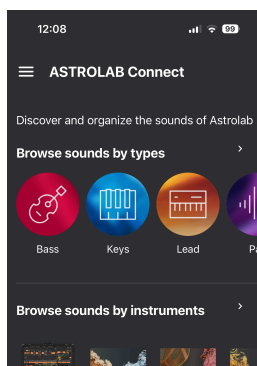 12:08
99
ASTROLAB Connect
Discover and organize the sounds of Astrolab
Browse sounds by types
Bass
Keys
Lead
Browse sounds by instruments